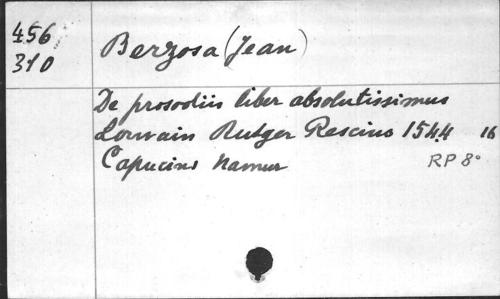 456
310
Berzosa (Jean)
De prosodiis liber absolutissimus
Louvain Rutger Rescius 1544 16
Capucins Namur
RP 8°